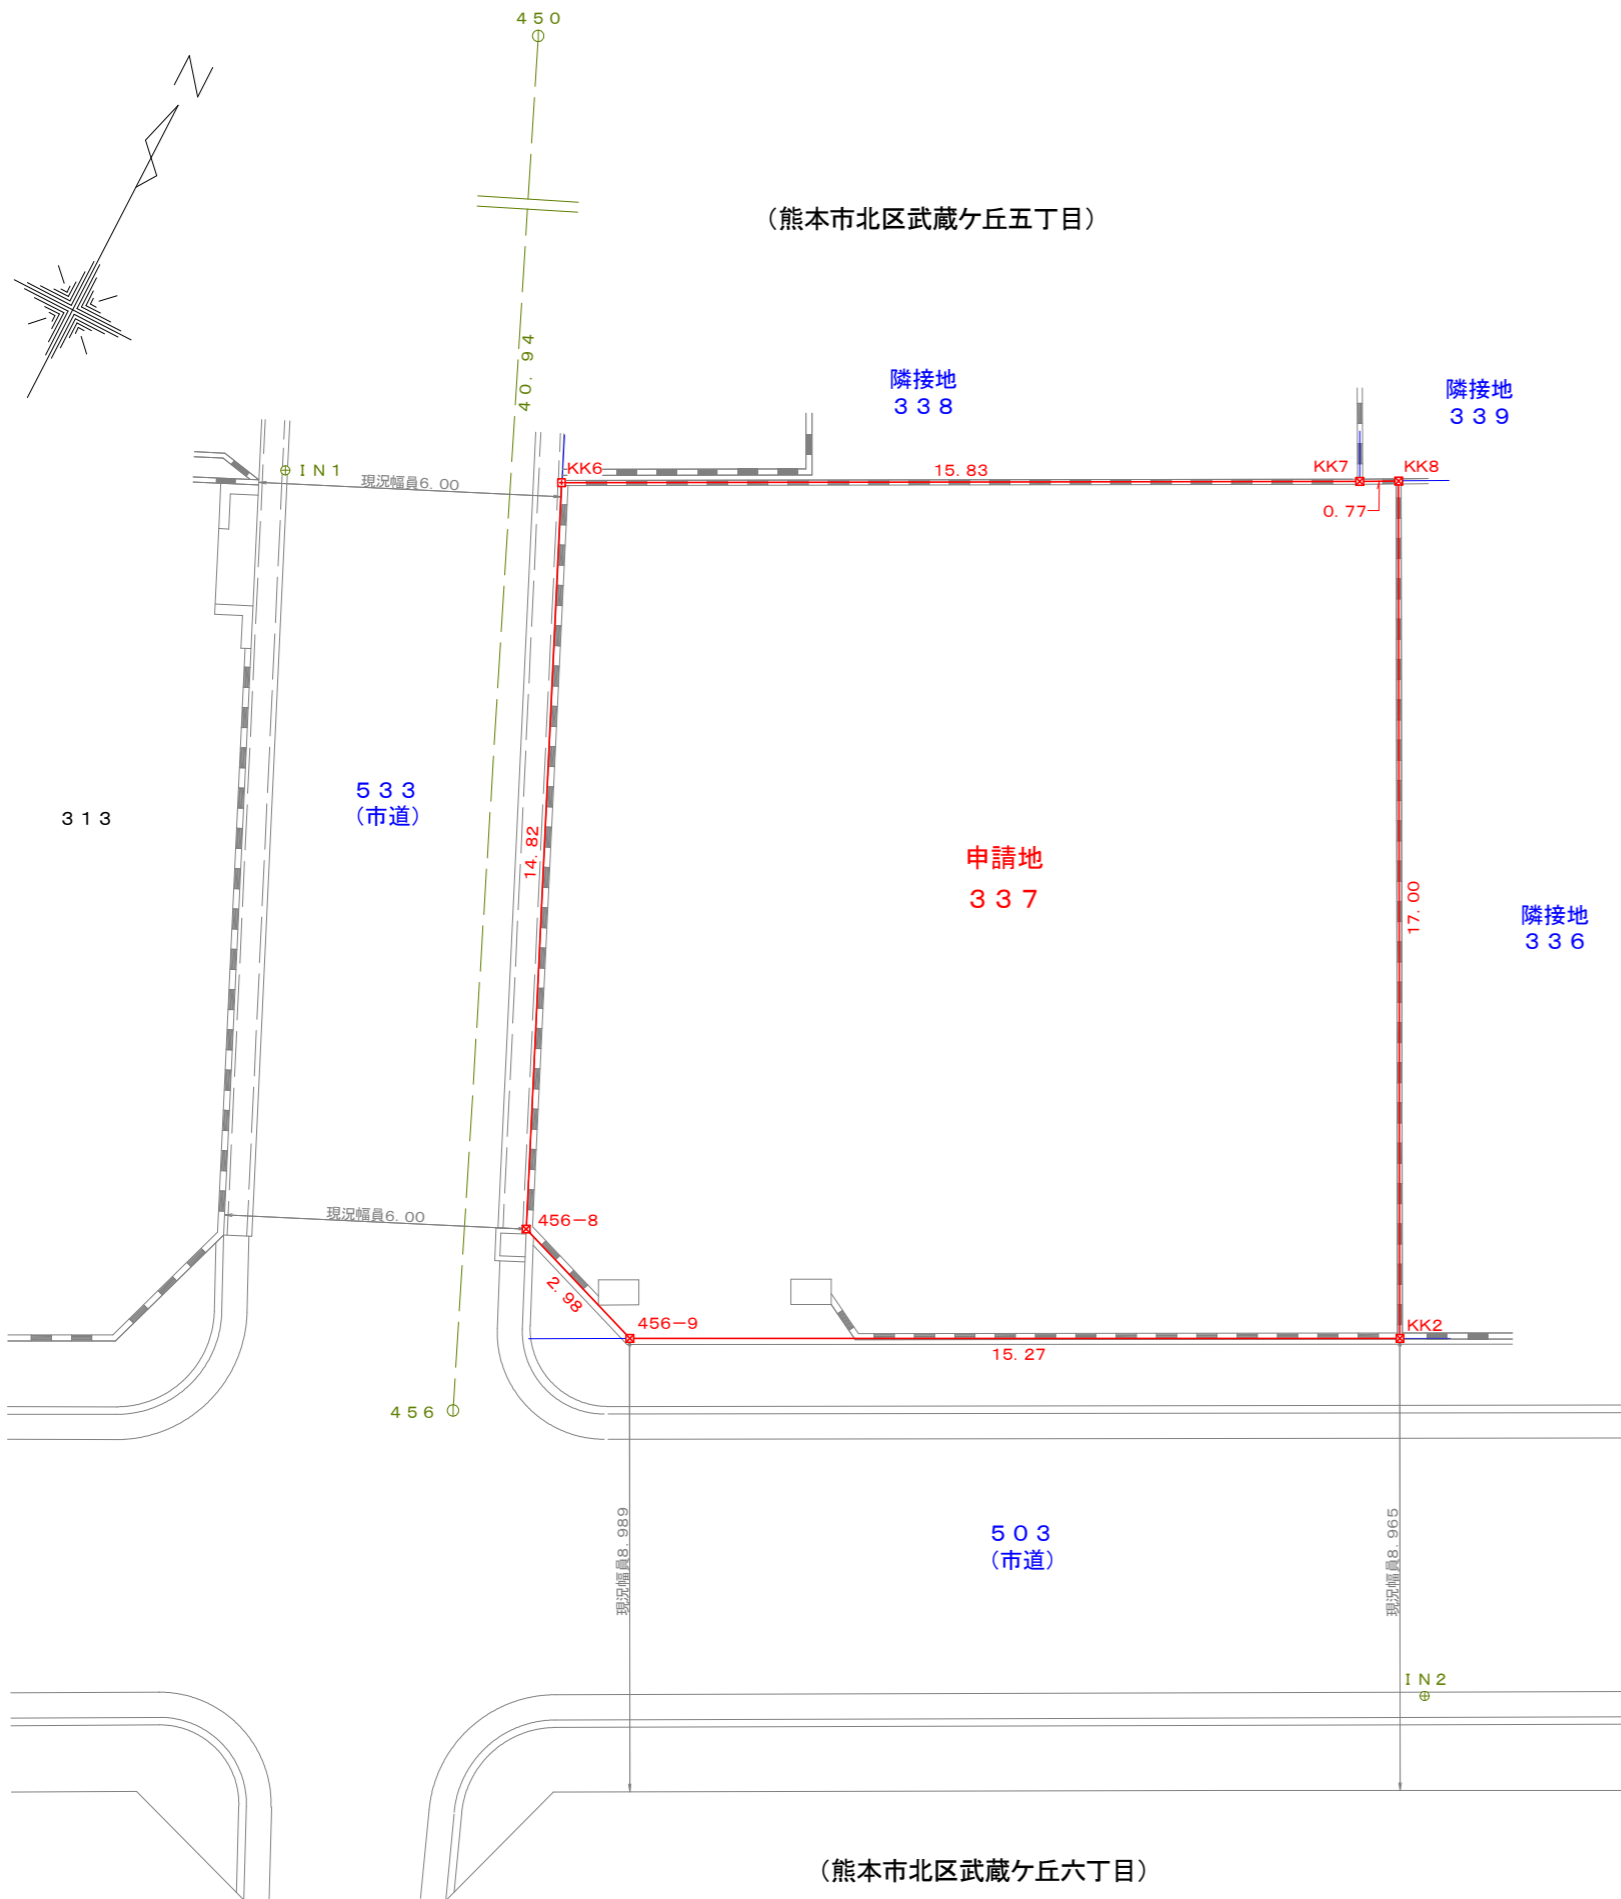 ４５０
N
（熊本市北区武蔵ケ丘五丁目）
４０．９４
隣接地
３３８
隣接地
３３９
ＩＮ１
現況幅員６．００
KK6
１５．８３
KK7
KK8
０．７７
５３３
（市道）
３１３
１４．８２
申請地
３３７
１７．００
隣接地
３３６
現況幅員６．００
456－8
２．９８
456－9
KK2
１５．２７
４５６
現況幅員８．９８９
５０３
（市道）
現況幅員８．９６５
ＩＮ２
（熊本市北区武蔵ケ丘六丁目）